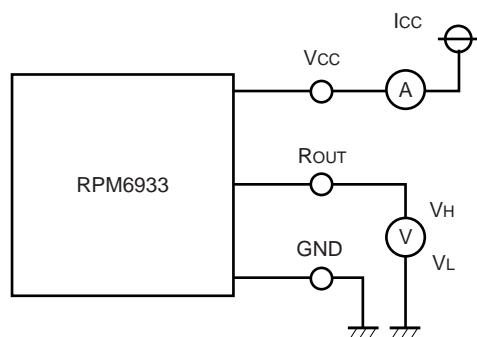 ICC
VCC
A
ROUT
RPM6933
VH
V
GND
VL